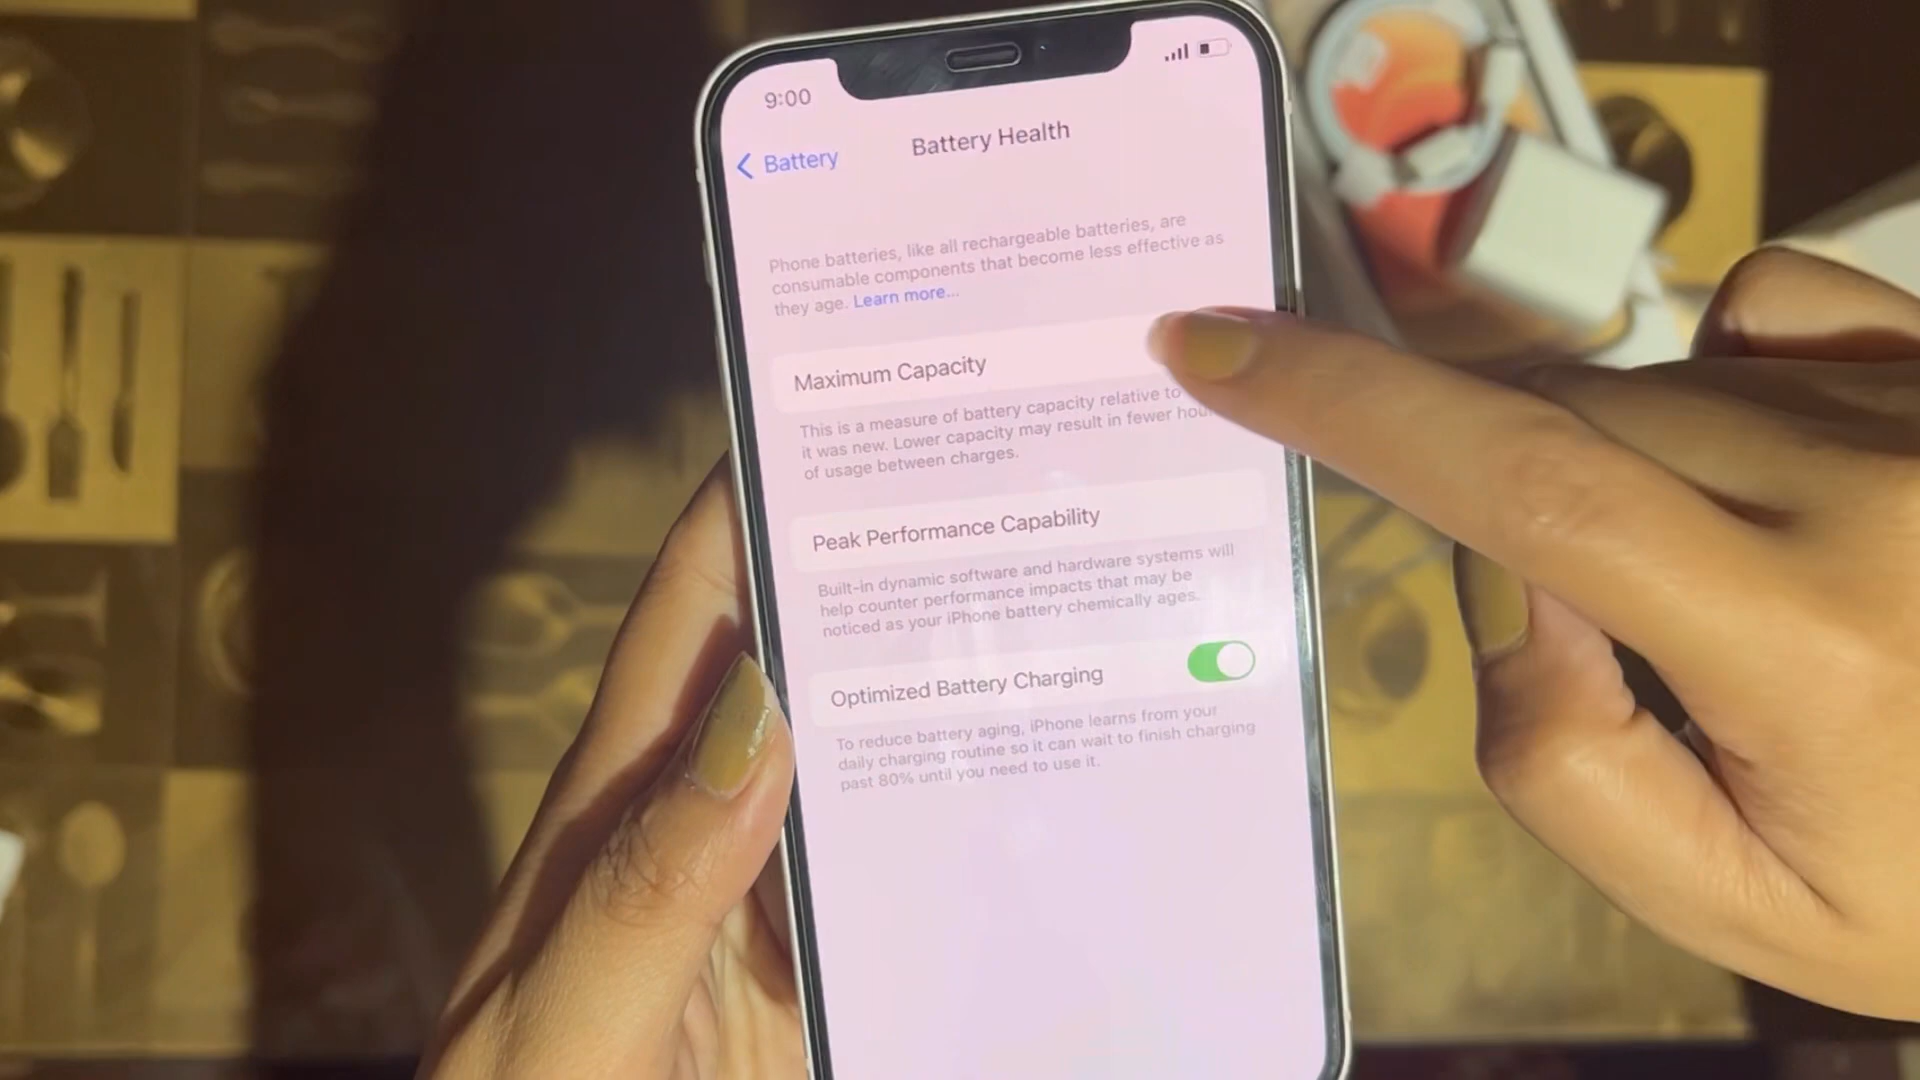 9:00
Battery
Battery Health
Phone batteries, like all rechargeable batteries, are
consumable components that become less effective as
they age. Learn more...
Maximum Capacity
This is a measure of battery capacity relative to
it was new. Lower capacity may result in fewer
of usage between charges.
Peak Performance Capability
Built-in dynamic software and hardware systems will
help counter performance impacts that may be
noticed as your iPhone battery chemically ages.
Optimized Battery Charging
To reduce battery aging, iPhone learns from your
daily charging routine so it can wait to finish charging
past 80% until you need to use it.